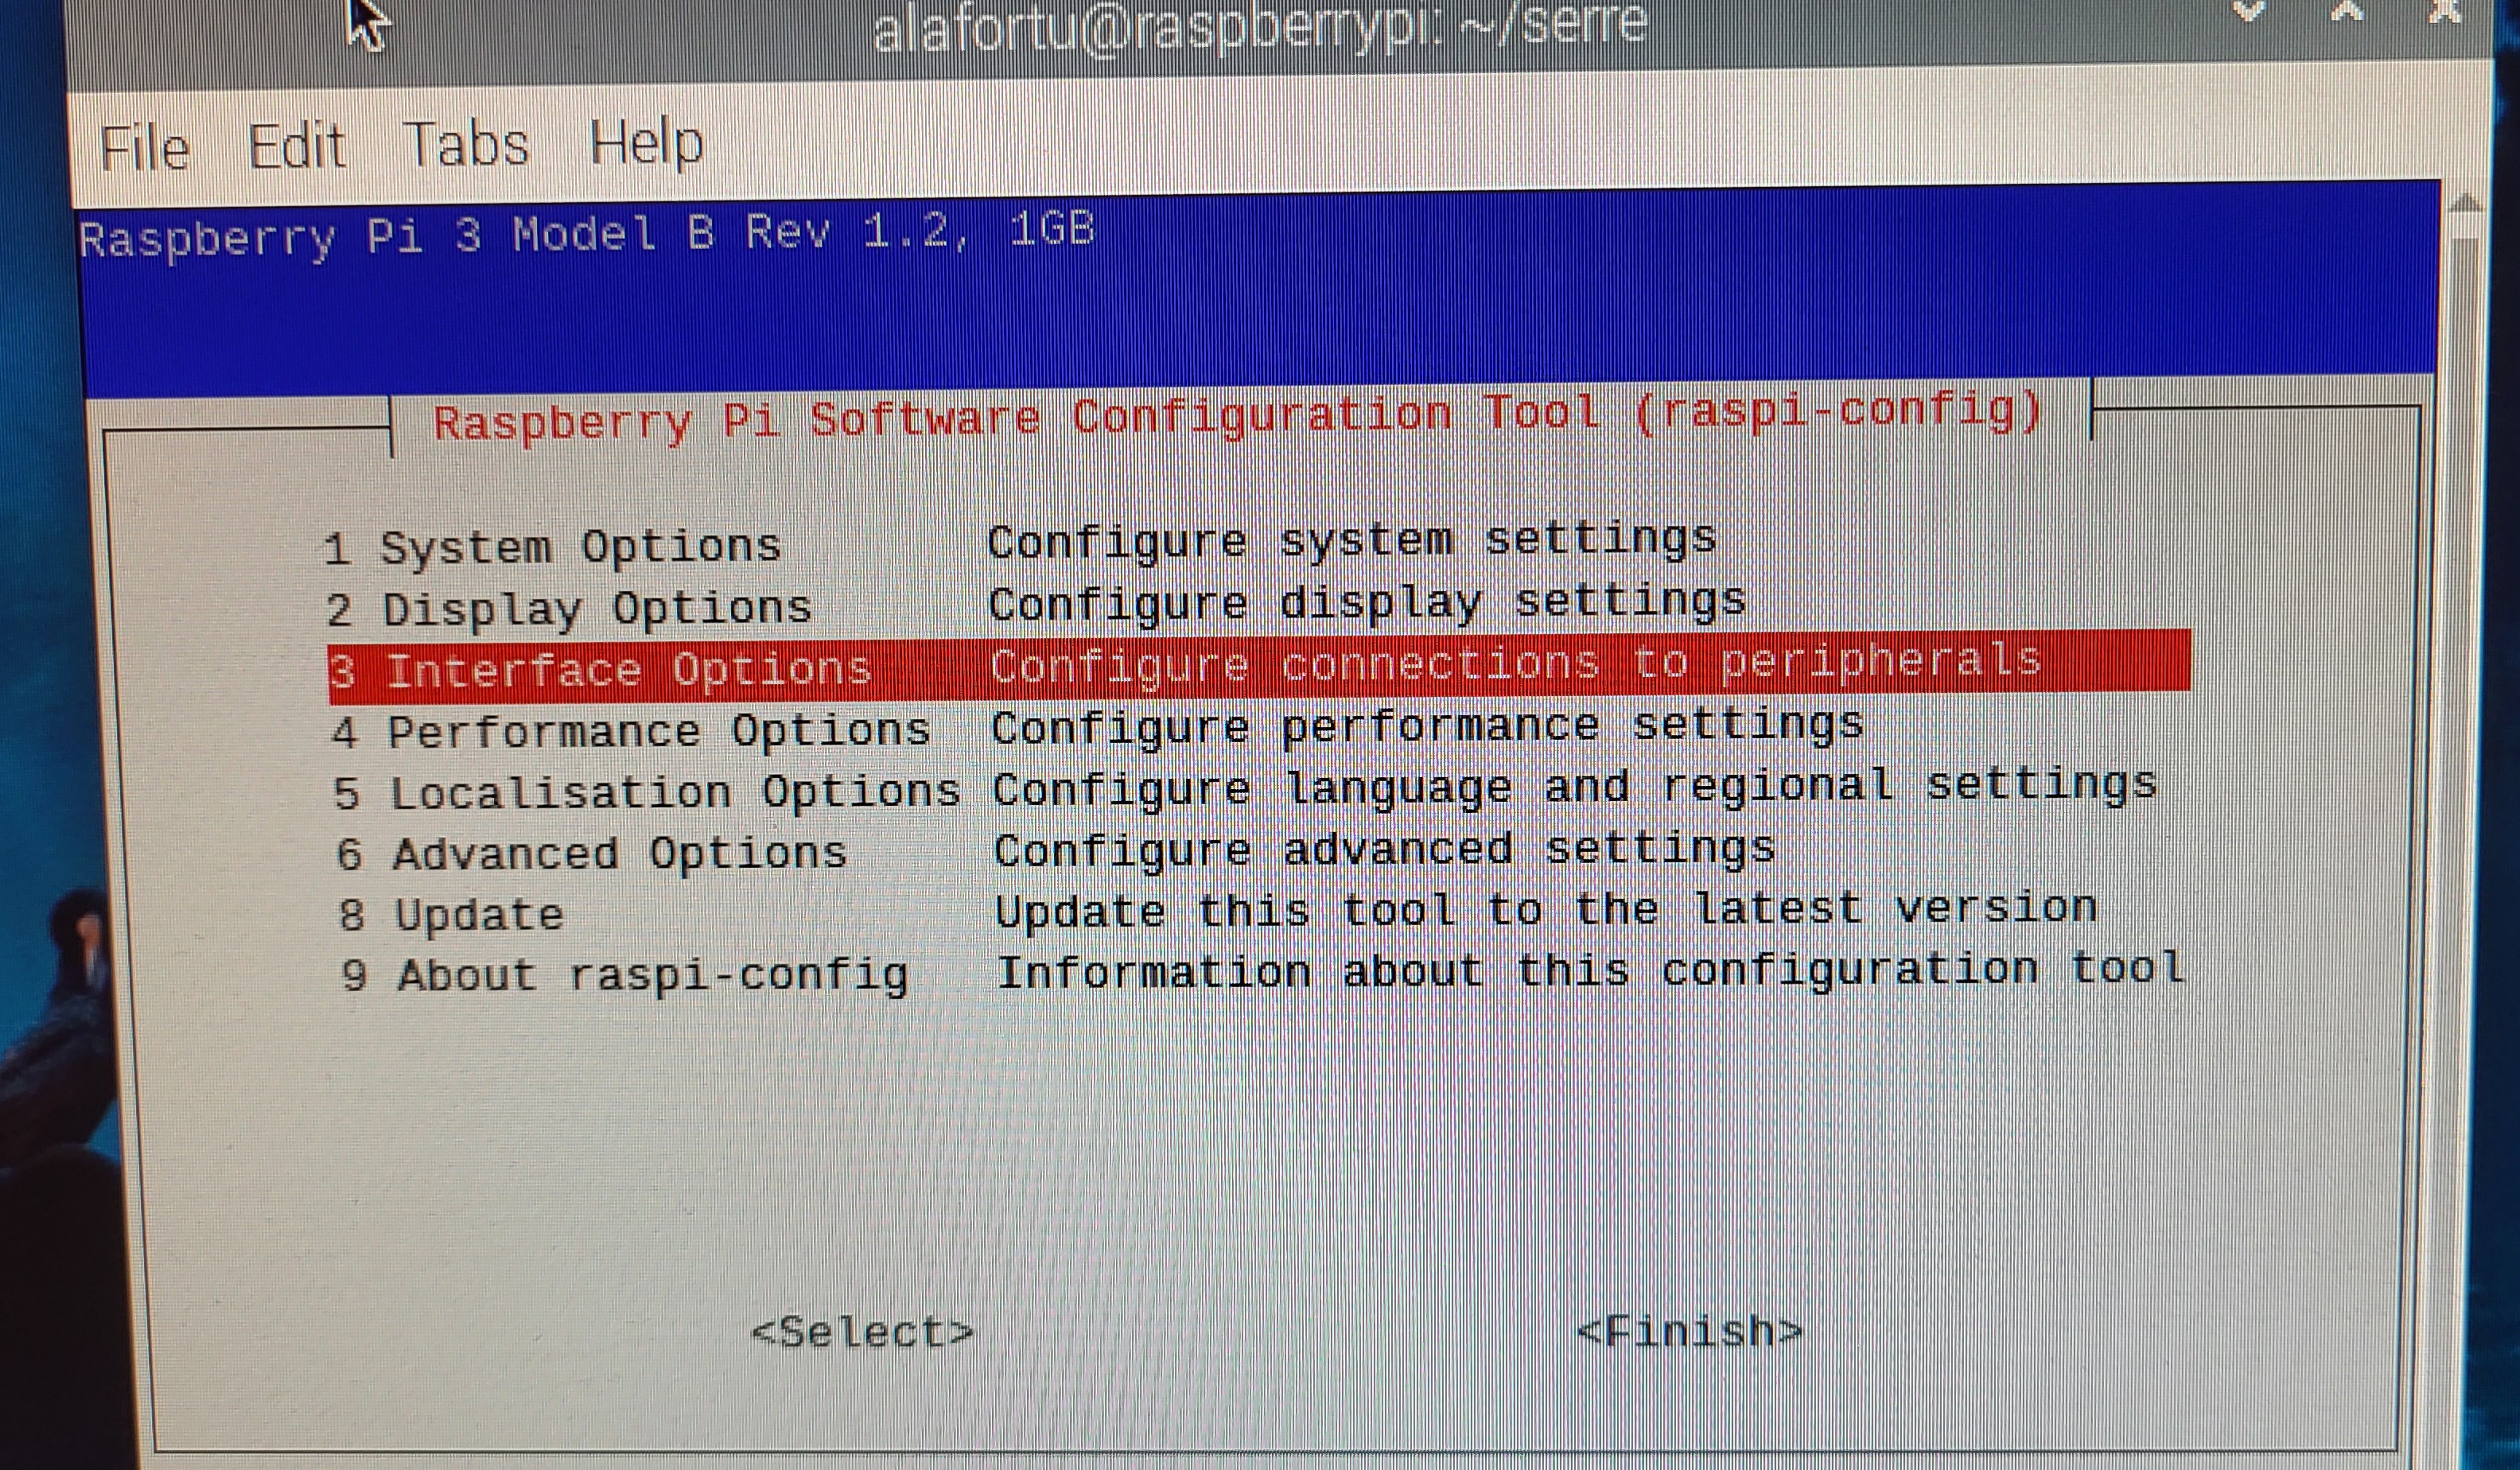 alafortu@raspberrypi: ~/serre
File Edit Tabs Help
Raspberry Pi 3 Model B Rev 1.2, 1GB
Raspberry Pi Software Configuration Tool (raspi-config)
1 System Options Configure system settings
2 Display Options Configure display settings
3 Interface Options Configure connections to peripherals
4 Performance Options Configure performance settings
5 Localisation Options Configure language and regional settings
6 Advanced Options Configure advanced settings
8 Update Update this tool to the latest version
9 About raspi-config Information about this configuration tool
<Select> <Finish>